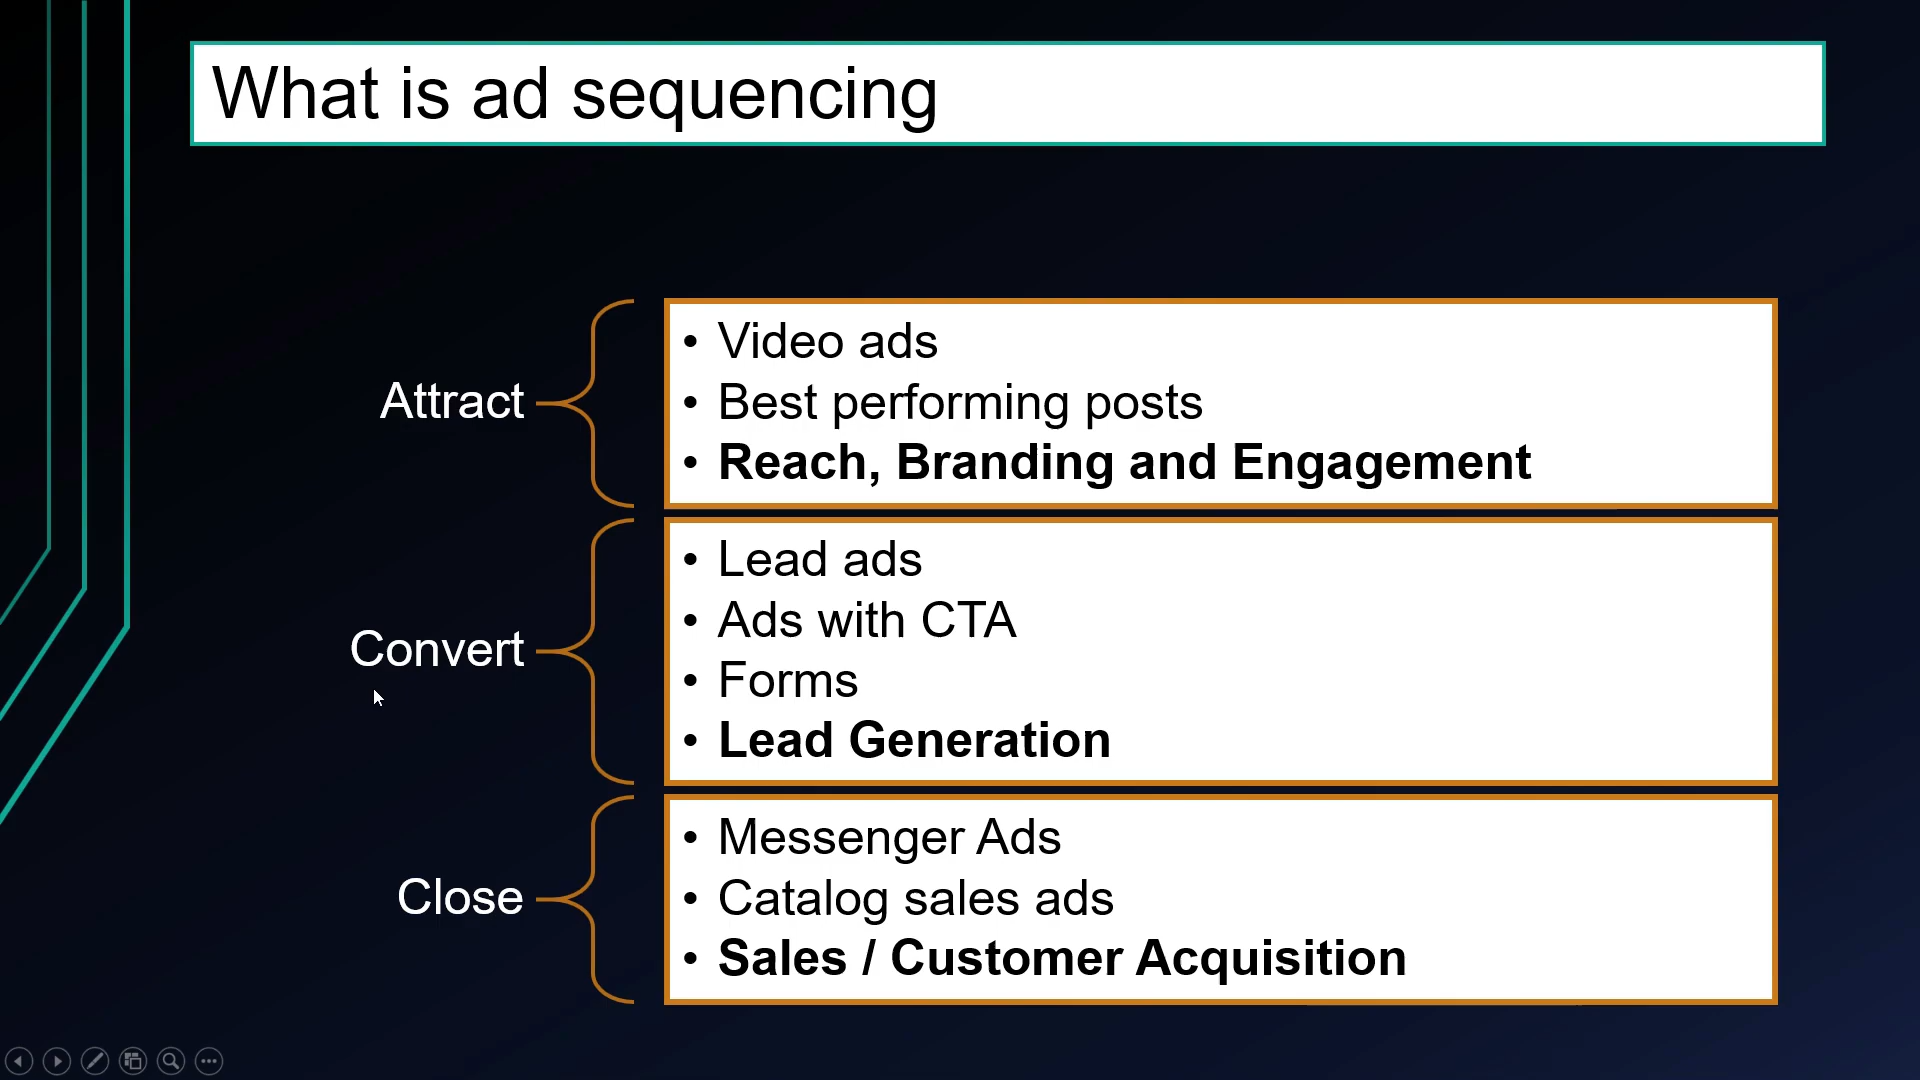 What is ad sequencing
Attract
• Video ads
• Best performing posts
• Reach, Branding and Engagement
Convert
• Lead ads
• Ads with CTA
• Forms
• Lead Generation
Close
• Messenger Ads
• Catalog sales ads
• Sales / Customer Acquisition